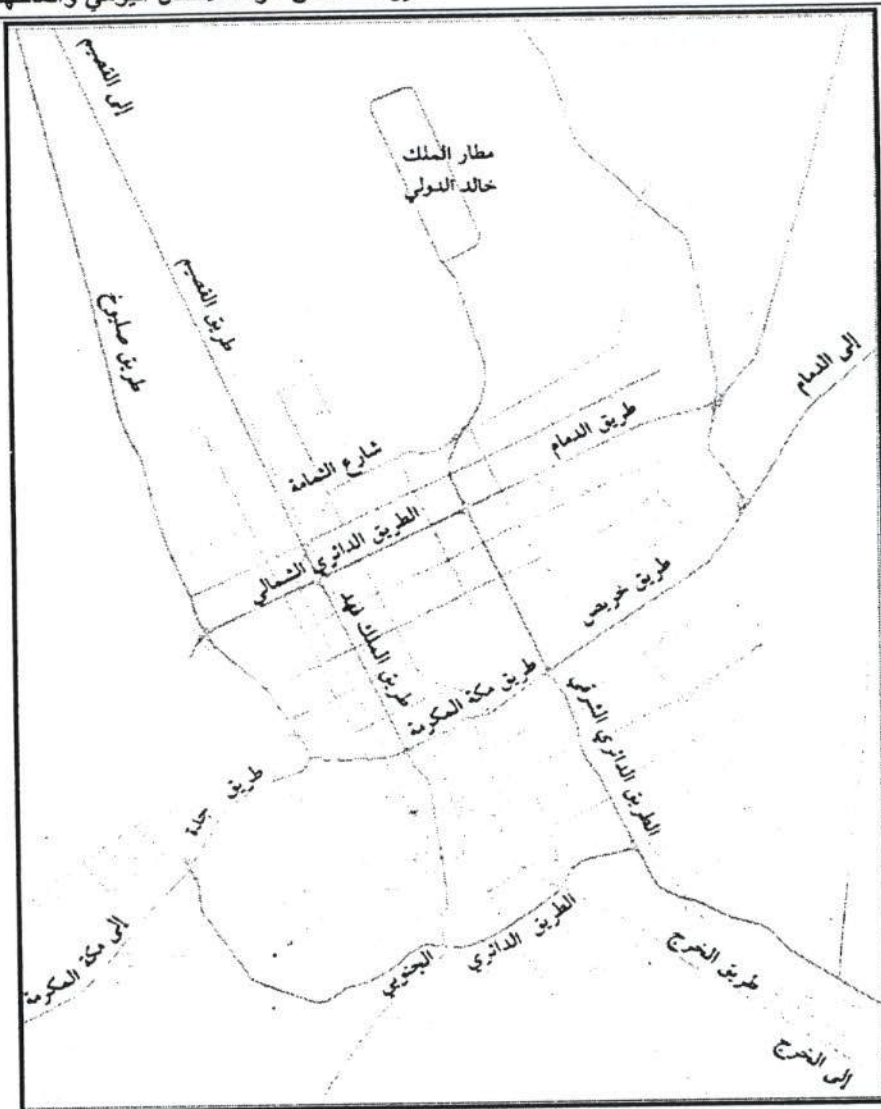 إلى القصيم
مطار الملك
خالد الدولي
طريق القصيم
طريق صلبوخ
إلى الدمام
طريق الدمام
شارع الثمامة
الطريق الدائري الشمالي
طريق خريص
طريق الملك فهد
طريق مكة المكرمة
الطريق الدائري الشرقي
طريق جدة
إلى مكة المكرمة
الطريق الدائري الجنوبي
طريق الخرج
إلى الخرج